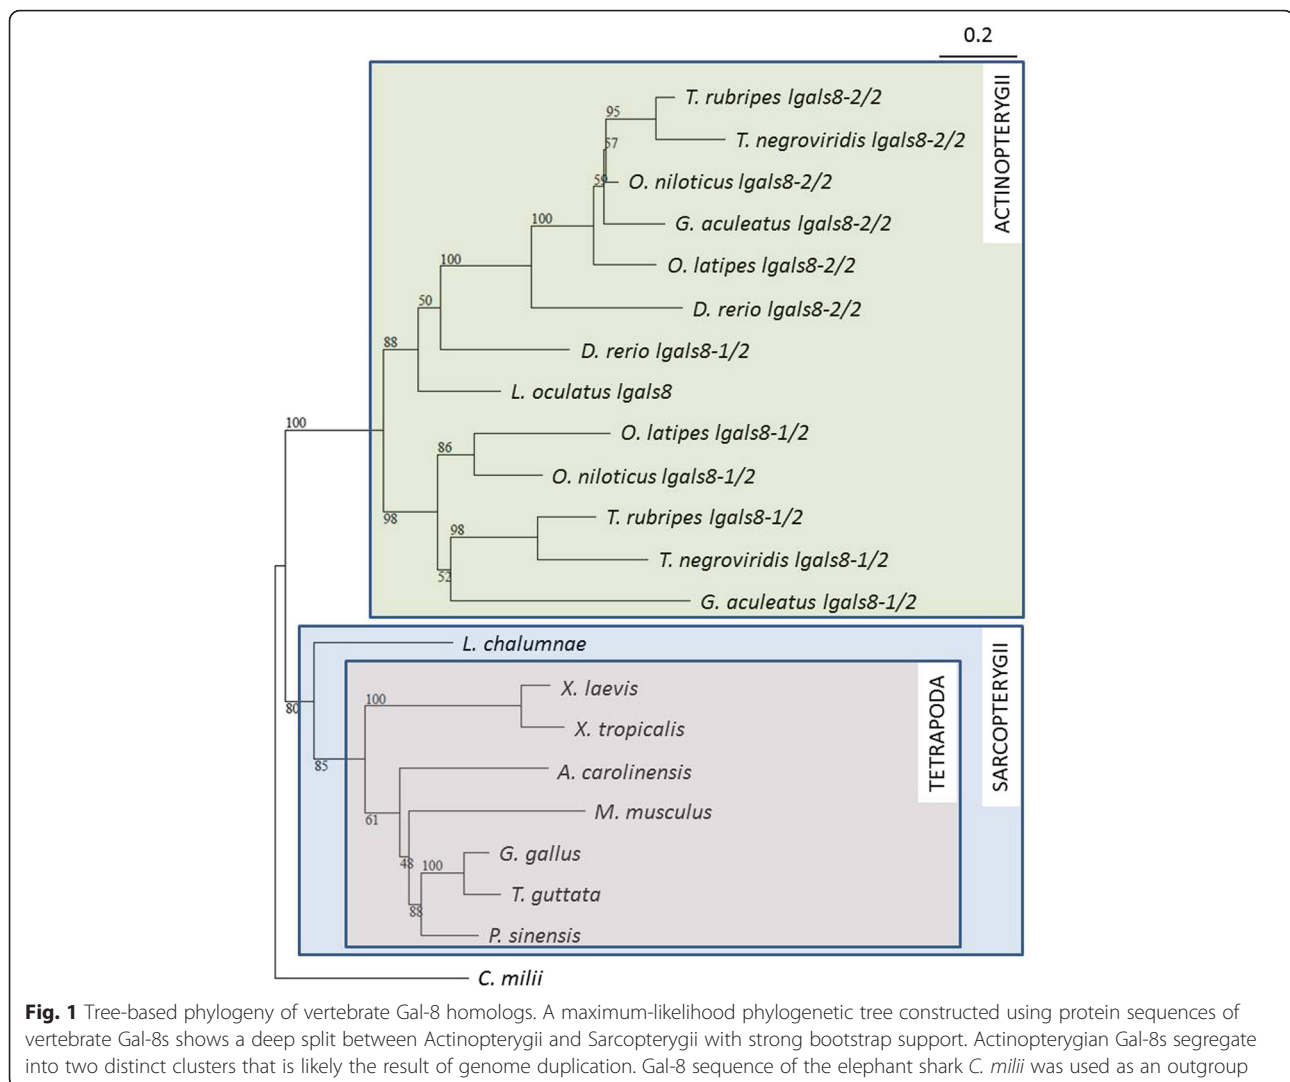 0.2
ACTINOPTERYGII
T. rubripes lgals8-2/2
95
T. negroviridis lgals8-2/2
57
O. niloticus lgals8-2/2
59
G. aculeatus lgals8-2/2
100
O. latipes lgals8-2/2
100
D. rerio lgals8-2/2
50
D. rerio lgals8-1/2
88
L. oculatus lgals8
100
O. latipes lgals8-1/2
86
O. niloticus lgals8-1/2
T. rubripes lgals8-1/2
98
98
T. negroviridis lgals8-1/2
52
G. aculeatus lgals8-1/2
SARCOPTERYGII
L. chalumnae
TETRAPODA
X. laevis
100
80
X. tropicalis
85
A. carolinensis
M. musculus
61
G. gallus
48
100
T. guttata
88
P. sinensis
C. milii
Fig. 1 Tree-based phylogeny of vertebrate Gal-8 homologs. A maximum-likelihood phylogenetic tree constructed using protein sequences of
vertebrate Gal-8s shows a deep split between Actinopterygii and Sarcopterygii with strong bootstrap support. Actinopterygian Gal-8s segregate
into two distinct clusters that is likely the result of genome duplication. Gal-8 sequence of the elephant shark C. milii was used as an outgroup